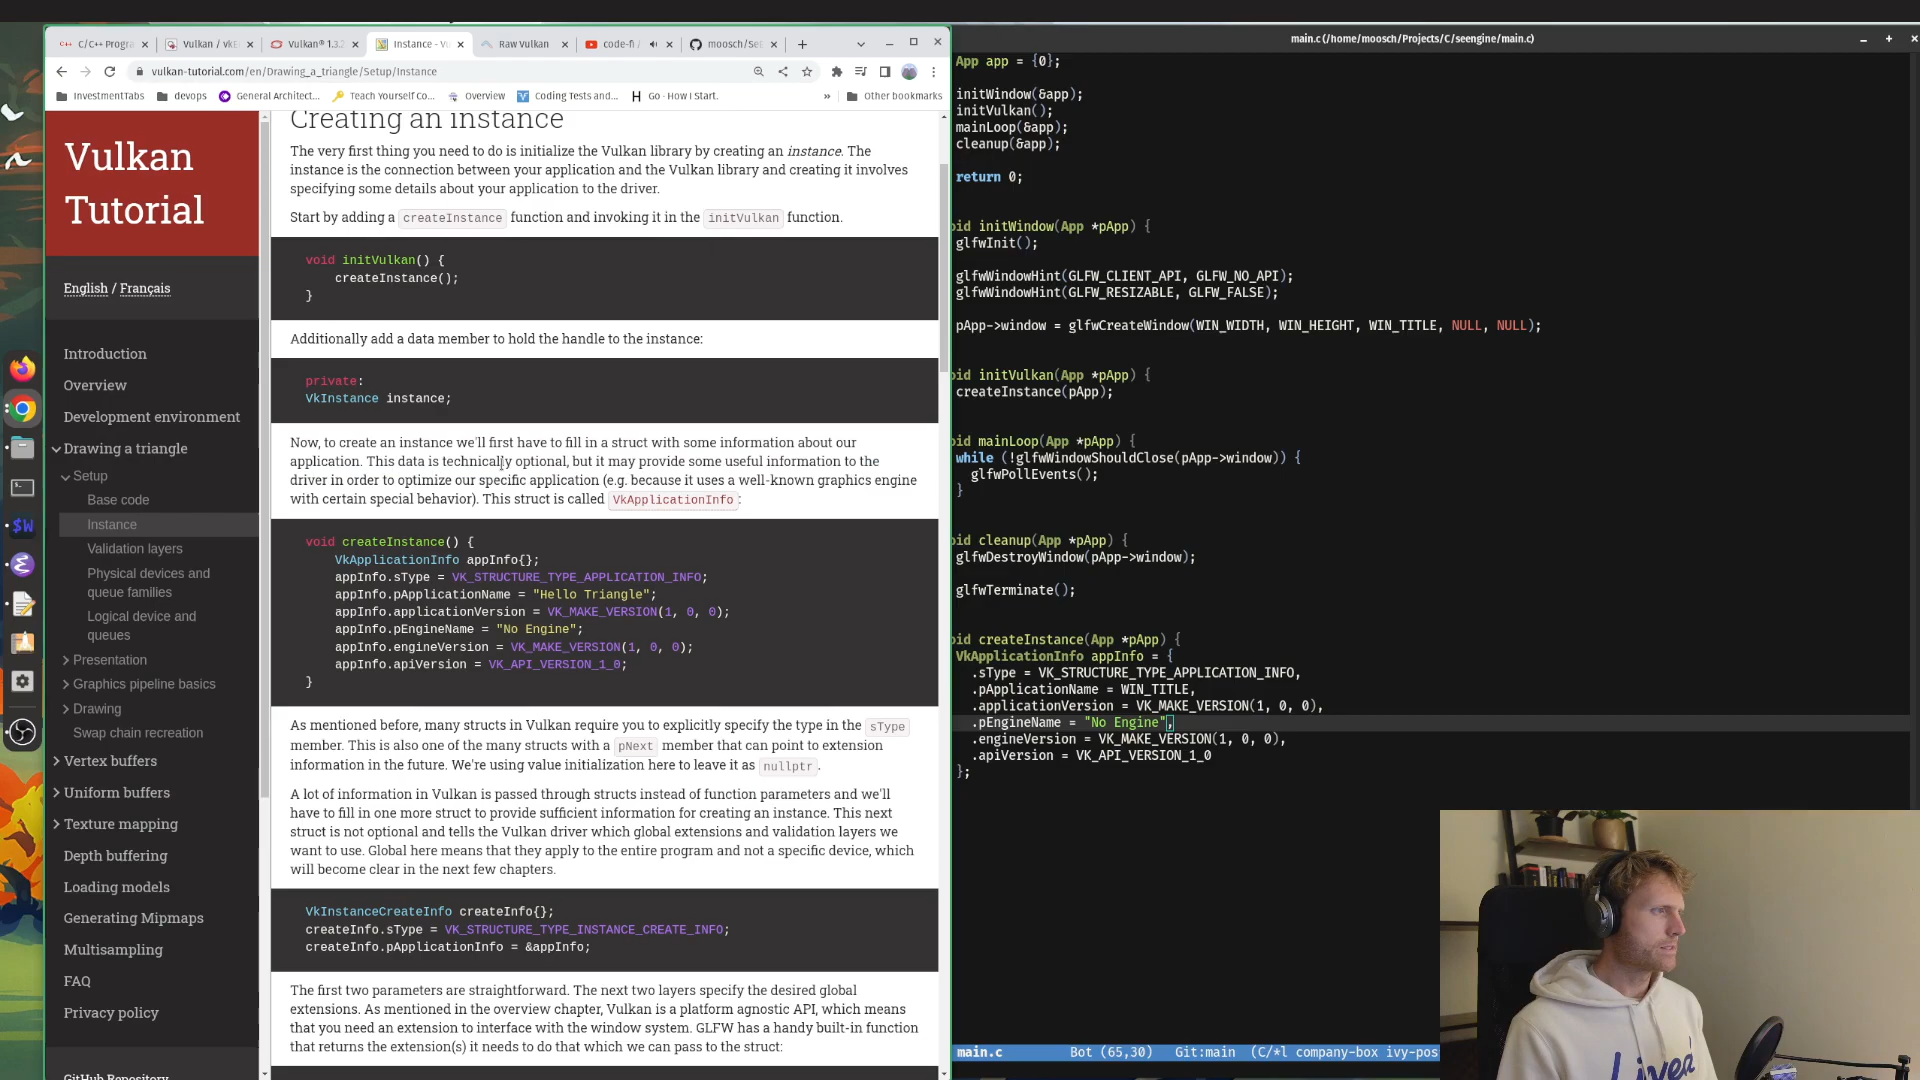 C/C++ Progra
Vulkan / vkE
Vulkan® 1.3.2
Instance - Vu
Raw Vulkan
code-fi /
moosch/Se
vulkan-tutorial.com/en/Drawing_a_triangle/Setup/Instance
InvestmentTabs
devops
General Architect...
Teach Yourself Co...
Overview
Coding Tests and...
Go · How I Start.
»
Other bookmarks
Vulkan
Tutorial
English / Français
Introduction
Overview
Development environment
Drawing a triangle
Setup
Base code
Instance
Validation layers
Physical devices and
queue families
Logical device and
queues
Presentation
Graphics pipeline basics
Drawing
Swap chain recreation
Vertex buffers
Uniform buffers
Texture mapping
Depth buffering
Loading models
Generating Mipmaps
Multisampling
FAQ
Privacy policy
GitHub Repository
Creating an instance
The very first thing you need to do is initialize the Vulkan library by creating an instance. The
instance is the connection between your application and the Vulkan library and creating it involves
specifying some details about your application to the driver.
Start by adding a createInstance function and invoking it in the initVulkan function.
void initVulkan() {
createInstance();
}
Additionally add a data member to hold the handle to the instance:
private:
VkInstance instance;
Now, to create an instance we'll first have to fill in a struct with some information about our
application. This data is technically optional, but it may provide some useful information to the
driver in order to optimize our specific application (e.g. because it uses a well-known graphics engine
with certain special behavior). This struct is called VkApplicationInfo:
void createInstance() {
VkApplicationInfo appInfo{};
appInfo.sType = VK_STRUCTURE_TYPE_APPLICATION_INFO;
appInfo.pApplicationName = "Hello Triangle";
appInfo.applicationVersion = VK_MAKE_VERSION(1, 0, 0);
appInfo.pEngineName = "No Engine";
appInfo.engineVersion = VK_MAKE_VERSION(1, 0, 0);
appInfo.apiVersion = VK_API_VERSION_1_0;
}
As mentioned before, many structs in Vulkan require you to explicitly specify the type in the sType
member. This is also one of the many structs with a pNext member that can point to extension
information in the future. We're using value initialization here to leave it as nullptr.
A lot of information in Vulkan is passed through structs instead of function parameters and we'll
have to fill in one more struct to provide sufficient information for creating an instance. This next
struct is not optional and tells the Vulkan driver which global extensions and validation layers we
want to use. Global here means that they apply to the entire program and not a specific device, which
will become clear in the next few chapters.
VkInstanceCreateInfo createInfo{};
createInfo.sType = VK_STRUCTURE_TYPE_INSTANCE_CREATE_INFO;
createInfo.pApplicationInfo = &appInfo;
The first two parameters are straightforward. The next two layers specify the desired global
extensions. As mentioned in the overview chapter, Vulkan is a platform agnostic API, which means
that you need an extension to interface with the window system. GLFW has a handy built-in function
that returns the extension(s) it needs to do that which we can pass to the struct:
main.c (/home/moosch/Projects/C/seengine/main.c)
App app = {0};
initWindow(&app);
initVulkan();
mainLoop(&app);
cleanup(&app);
return 0;
oid initWindow(App *pApp) {
glfwInit();
glfwWindowHint(GLFW_CLIENT_API, GLFW_NO_API);
glfwWindowHint(GLFW_RESIZABLE, GLFW_FALSE);
pApp->window = glfwCreateWindow(WIN_WIDTH, WIN_HEIGHT, WIN_TITLE, NULL, NULL);
oid initVulkan(App *pApp) {
createInstance(pApp);
oid mainLoop(App *pApp) {
while (!glfwWindowShouldClose(pApp->window)) {
glfwPollEvents();
}
oid cleanup(App *pApp) {
glfwDestroyWindow(pApp->window);
glfwTerminate();
oid createInstance(App *pApp) {
VkApplicationInfo appInfo = {
.sType = VK_STRUCTURE_TYPE_APPLICATION_INFO,
.pApplicationName = WIN_TITLE,
.applicationVersion = VK_MAKE_VERSION(1, 0, 0),
.pEngineName = "No Engine",
.engineVersion = VK_MAKE_VERSION(1, 0, 0),
.apiVersion = VK_API_VERSION_1_0
};
main.c Bot (65,30) Git:main (C/*l company-box ivy-pos
Lived
$W